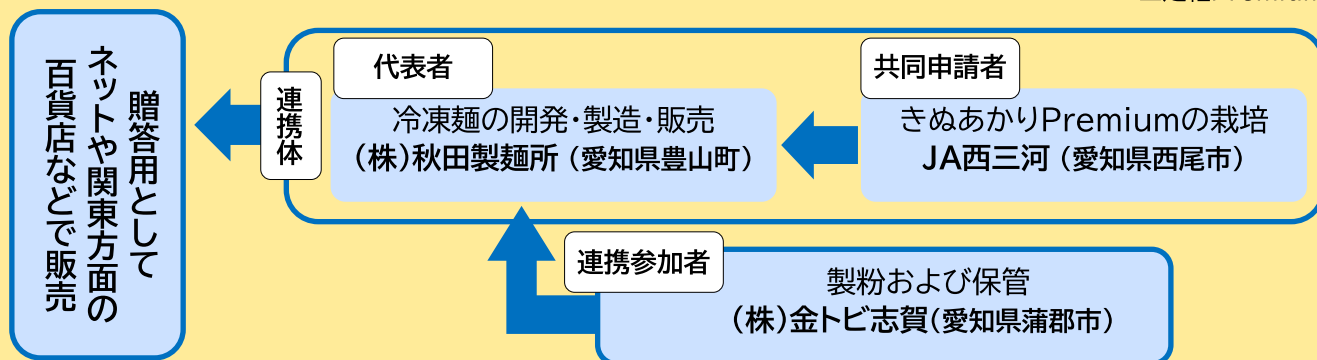 贈答用として
ネットや関東方面の
百貨店などで販売
連携体
代表者
冷凍麺の開発・製造・販売
(株)秋田製麺所（愛知県豊山町）
共同申請者
きぬあかりPremiumの栽培
JA西三河（愛知県西尾市）
連携参加者
製粉および保管
(株)金トビ志賀(愛知県蒲郡市)